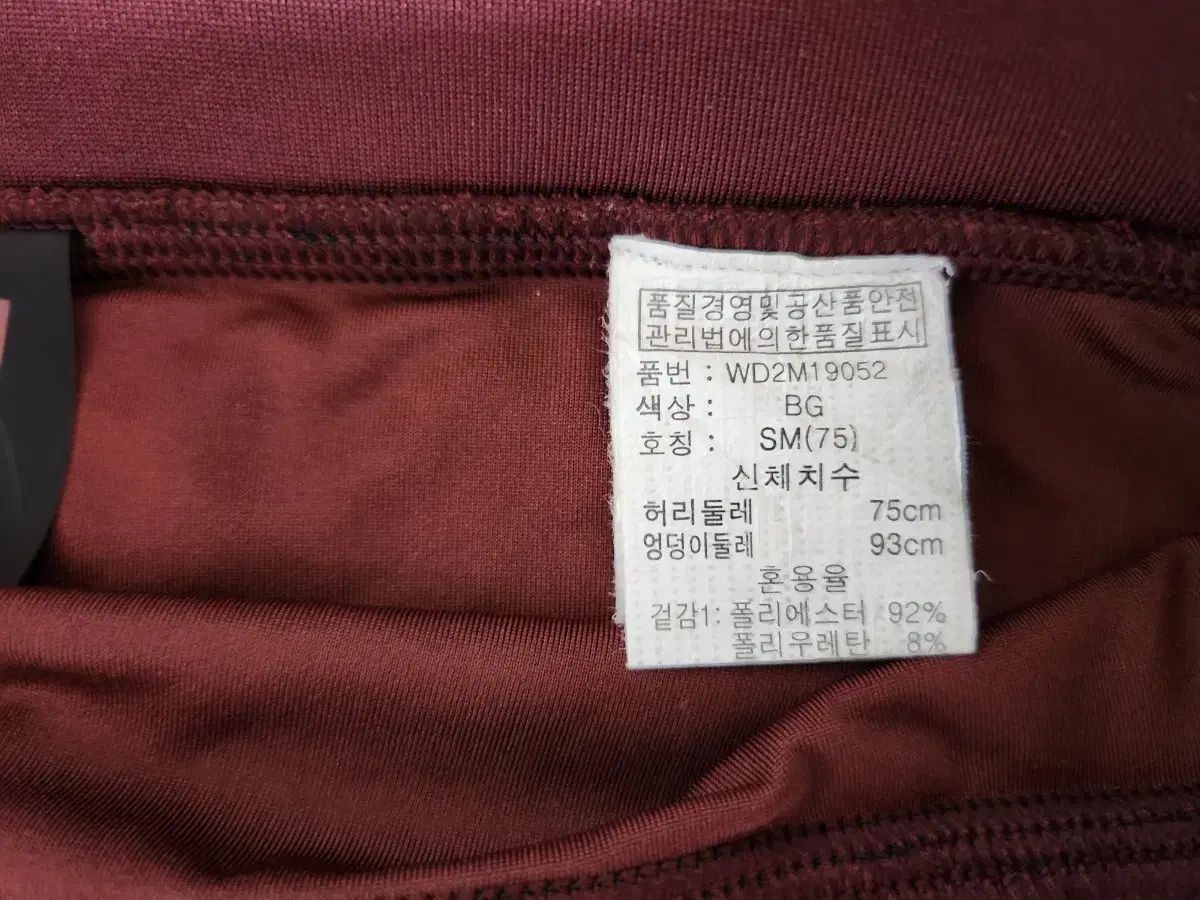 품질경영및공산품안전
관리법에의한품질표시
품번 : WD2M19052
색상 : BG
호칭 : SM(75)
신체치수
허리둘레 75cm
엉덩이둘레 93cm
혼용율
겉감1: 폴리에스터 92%
폴리우레탄 8%